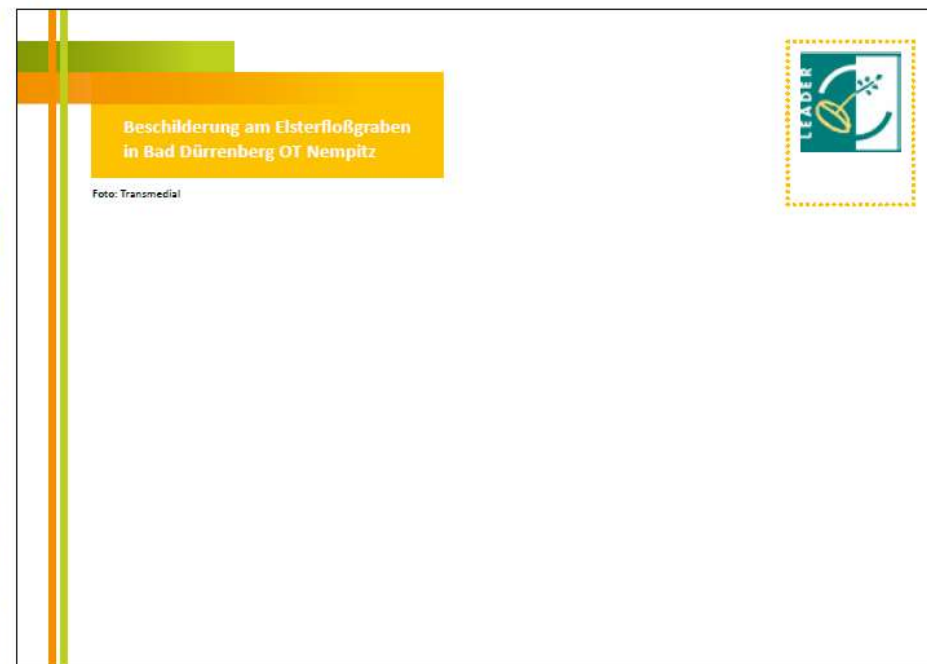 Beschilderung am Elsterfloßgraben
in Bad Dürrenberg OT Nempitz
Foto: Transmedial
LEADER